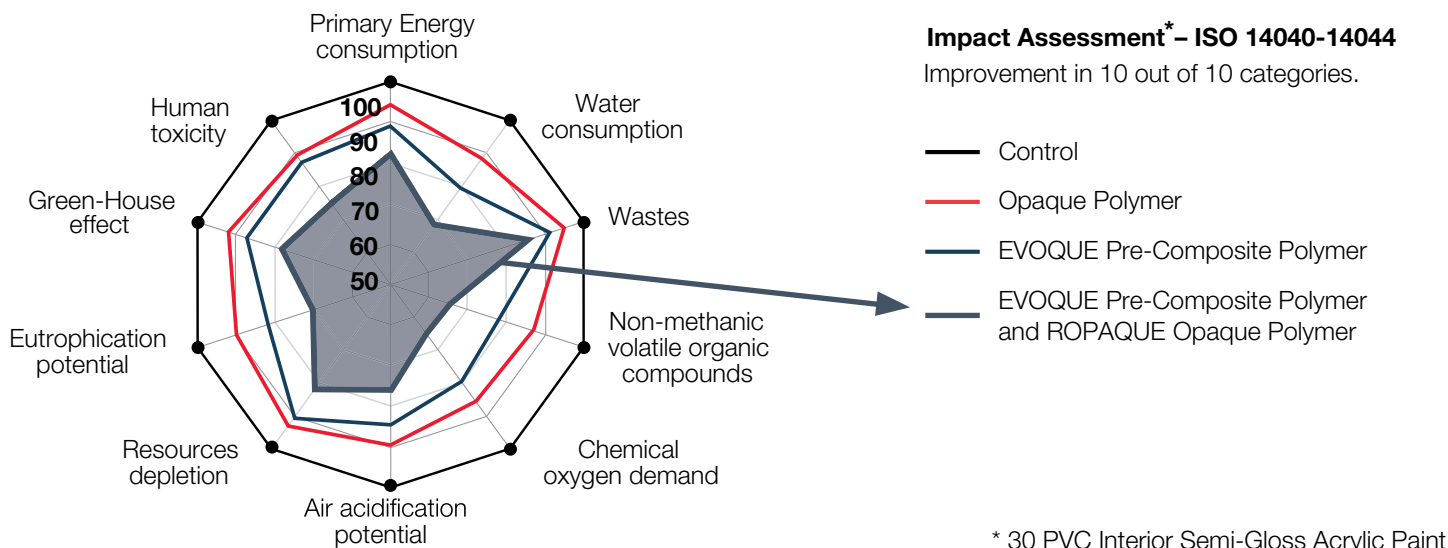 Primary Energy
consumption
Human
toxicity
Water
consumption
Green-House
effect
Wastes
Eutrophication
potential
Non-methanic
volatile organic
compounds
Resources
depletion
Chemical
oxygen demand
Air acidification
potential
100
90
80
70
60
50
Impact Assessment*– ISO 14040-14044
Improvement in 10 out of 10 categories.
Control
Opaque Polymer
EVOQUE Pre-Composite Polymer
EVOQUE Pre-Composite Polymer
and ROPAQUE Opaque Polymer
* 30 PVC Interior Semi-Gloss Acrylic Paint